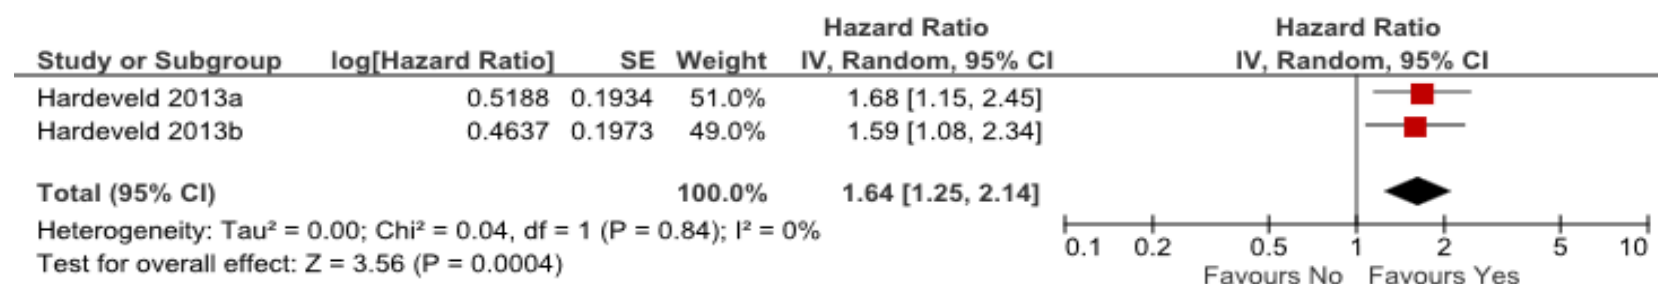 Hazard Ratio Hazard Ratio
Study or Subgroup log[Hazard Ratio] SE Weight IV, Random, 95% CI IV, Random, 95% CI
Hardeveld 2013a 0.5188 0.1934 51.0% 1.68 [1.15, 2.45]
Hardeveld 2013b 0.4637 0.1973 49.0% 1.59 [1.08, 2.34]
Total (95% CI) 100.0% 1.64 [1.25, 2.14]
Heterogeneity: Tau² = 0.00; Chi² = 0.04, df = 1 (P = 0.84); I² = 0%
Test for overall effect: Z = 3.56 (P = 0.0004)
0.1 0.2 0.5 1 2 5 10
Favours No Favours Yes